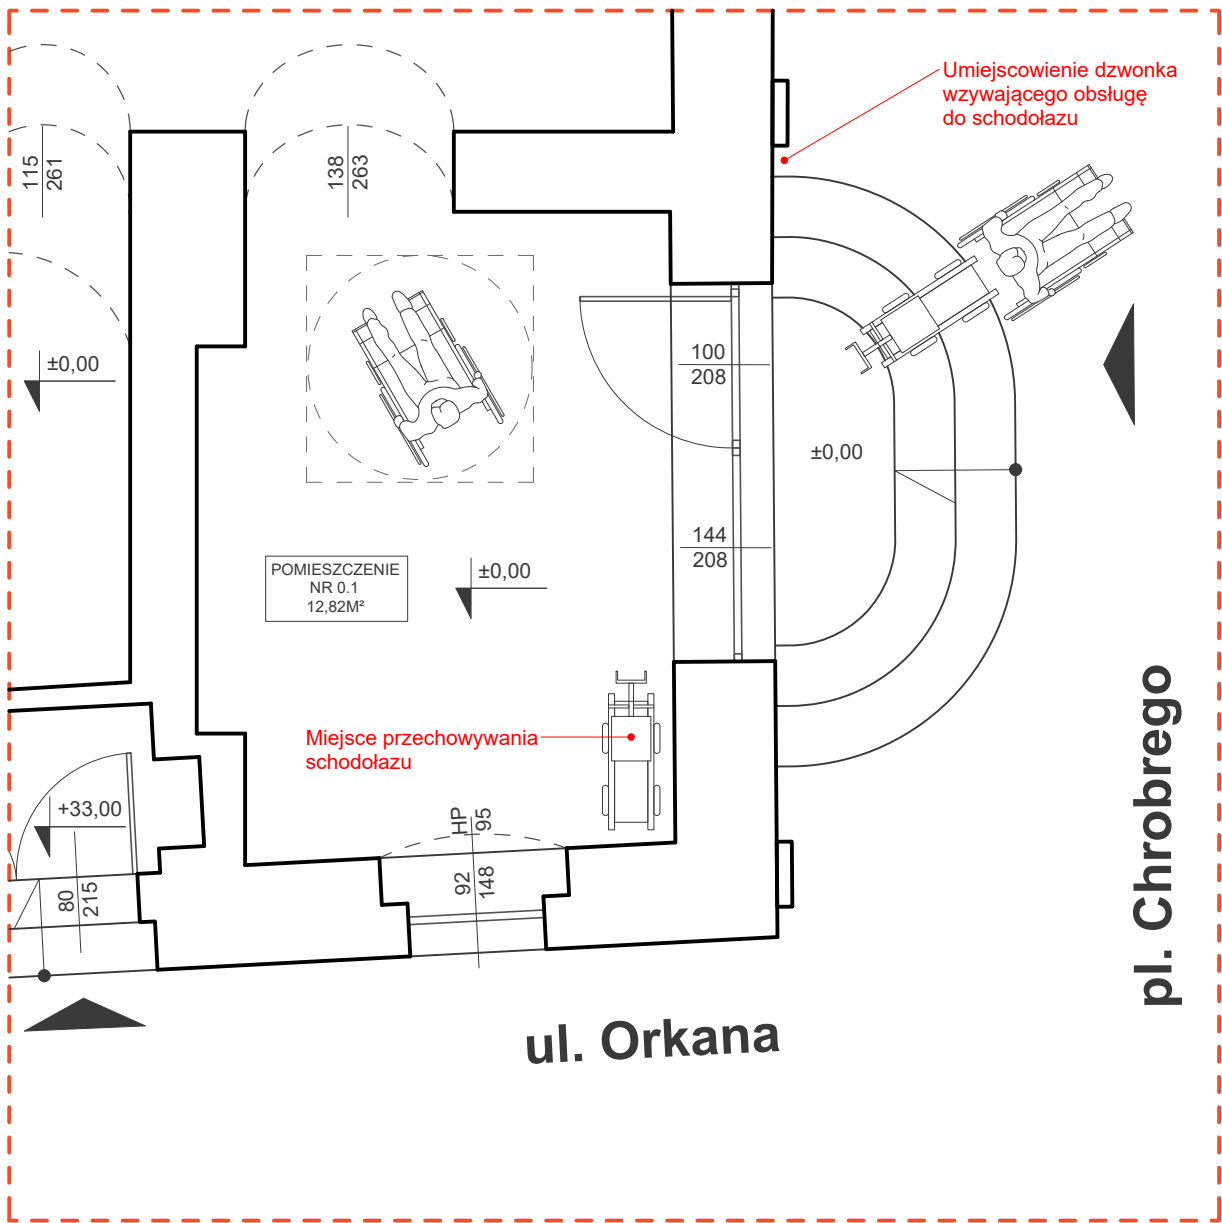 Umiejscowienie dzwonka
wzywającego obsługę
do schodołazu
115
261
138
263
±0,00
100
208
±0,00
144
208
POMIESZCZENIE
NR 0.1
12,82M²
±0,00
Miejsce przechowywania
schodołazu
+33,00
HP
95
92
148
80
215
pl. Chrobrego
ul. Orkana